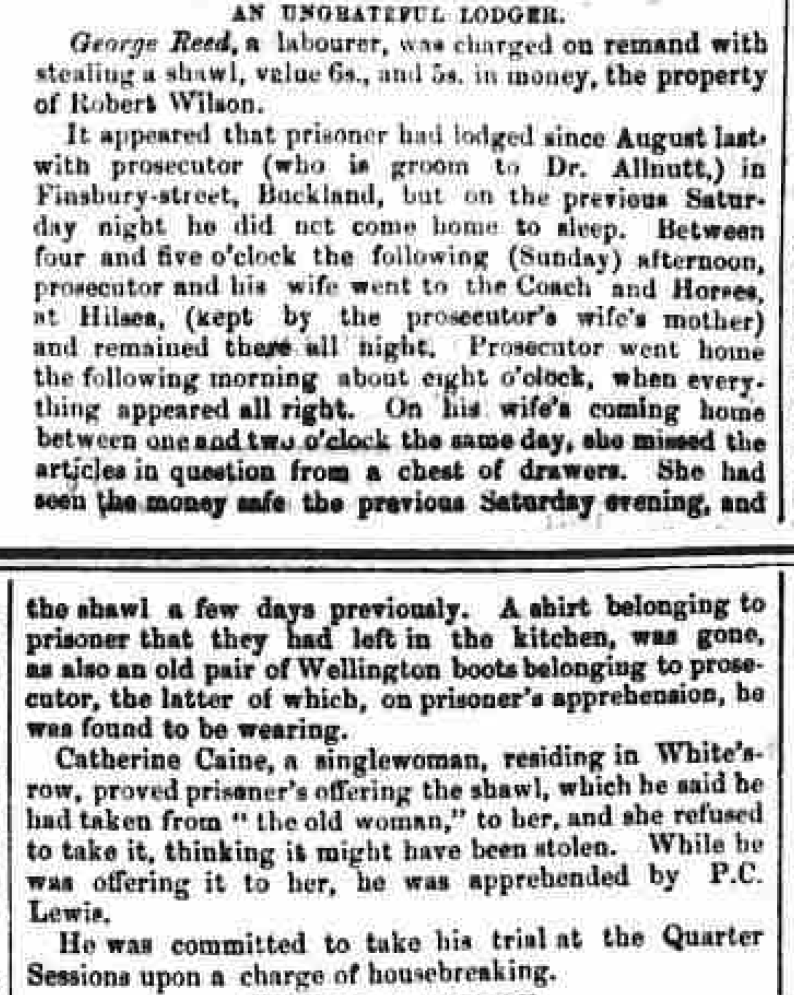 AN UNGRATEFUL LODGER.
George Reed, a labourer, was charged on remand with
stealing a shawl, value 6s., and 5s. in money, the property
of Robert Wilson.
It appeared that prisoner had lodged since August last
with prosecutor (who is groom to Dr. Allnutt,) in
Finsbury-street, Buckland, but on the previous Satur-
day night he did not come home to sleep. Between
four and five o'clock the following (Sunday) afternoon,
prosecutor and his wife went to the Coach and Horses,
at Hilsea, (kept by the prosecutor's wife's mother)
and remained there all night. Prosecutor went home
the following morning about eight o'clock, when every-
thing appeared all right. On his wife's coming home
between one and two o'clock the same day, she missed the
articles in question from a chest of drawers. She had
seen the money safe the previous Saturday evening, and
the shawl a few days previously. A shirt belonging to
prisoner that they had left in the kitchen, was gone,
as also an old pair of Wellington boots belonging to prose-
cutor, the latter of which, on prisoner's apprehension, he
was found to be wearing.
Catherine Caine, a singlewoman, residing in White's-
row, proved prisoner's offering the shawl, which he said he
had taken from "the old woman," to her, and she refused
to take it, thinking it might have been stolen. While he
was offering it to her, he was apprehended by P.C.
Lewis.
He was committed to take his trial at the Quarter
Sessions upon a charge of housebreaking.